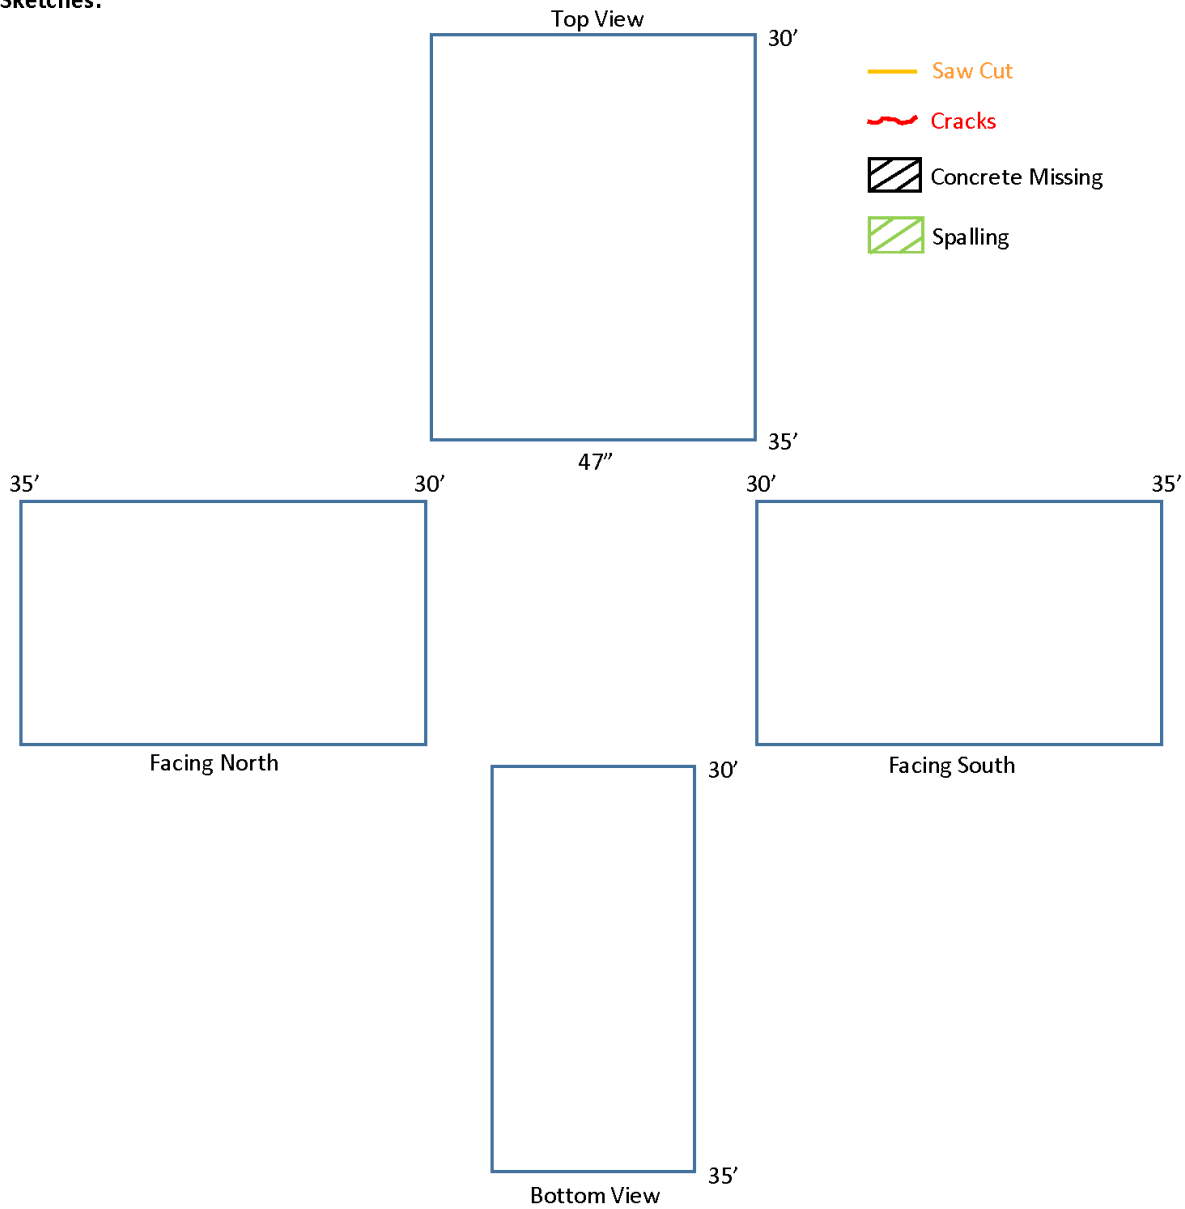 Sketches:
Top View
30’
Saw Cut
Cracks
Concrete Missing
Spalling
35’
47”
35’
30’
30’
35’
Facing North
Facing South
30’
35’
Bottom View